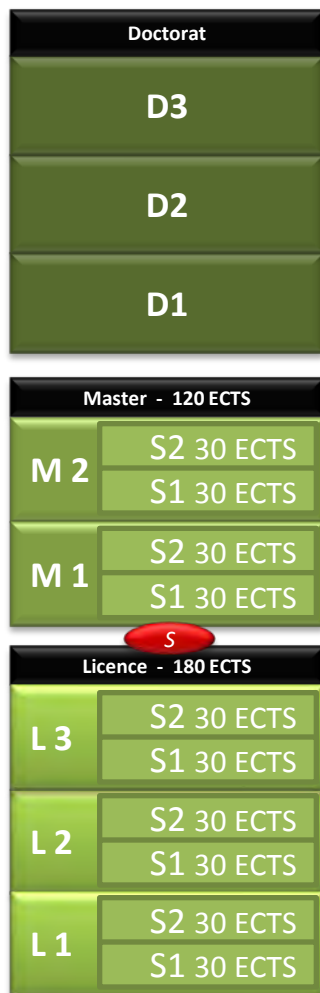 Doctorat
D3
D2
D1
Master - 120 ECTS
M 2
S2 30 ECTS
S1 30 ECTS
M 1
S2 30 ECTS
S1 30 ECTS
S
Licence - 180 ECTS
L 3
S2 30 ECTS
S1 30 ECTS
L 2
S2 30 ECTS
S1 30 ECTS
L 1
S2 30 ECTS
S1 30 ECTS